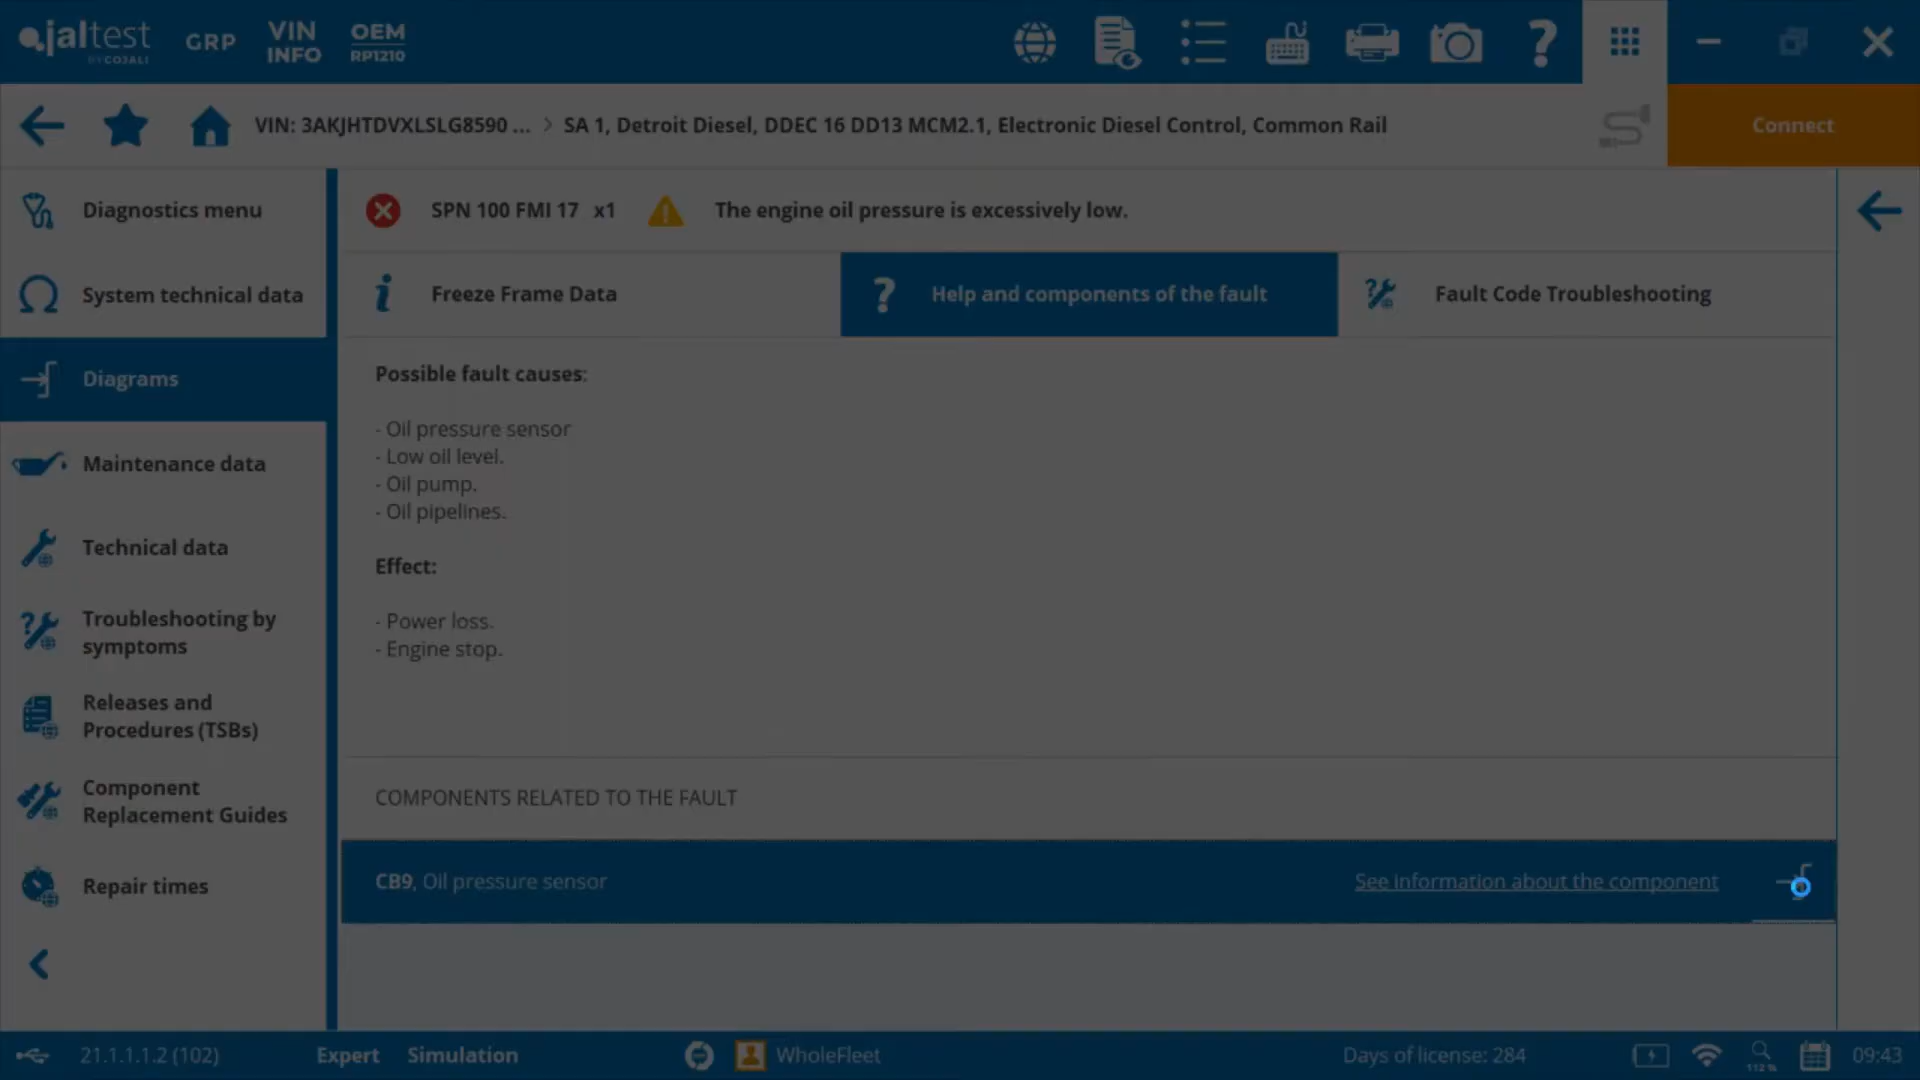 jaltest
BY COJALI
GRP
VIN
INFO
OEM
RP1210
VIN: 3AKJHTDVXLSLG8590 ... > SA 1, Detroit Diesel, DDEC 16 DD13 MCM2.1, Electronic Diesel Control, Common Rail
Connect
Diagnostics menu
System technical data
Diagrams
Maintenance data
Technical data
Troubleshooting by
symptoms
Releases and
Procedures (TSBs)
Component
Replacement Guides
Repair times
SPN 100 FMI 17 x1
The engine oil pressure is excessively low.
Freeze Frame Data
Help and components of the fault
Fault Code Troubleshooting
Possible fault causes:
- Oil pressure sensor
- Low oil level.
- Oil pump.
- Oil pipelines.
Effect:
- Power loss.
- Engine stop.
COMPONENTS RELATED TO THE FAULT
CB9, Oil pressure sensor
See information about the component
21.1.1.1.2 (102)
Expert
Simulation
WholeFleet
Days of license: 284
112 %
09:43